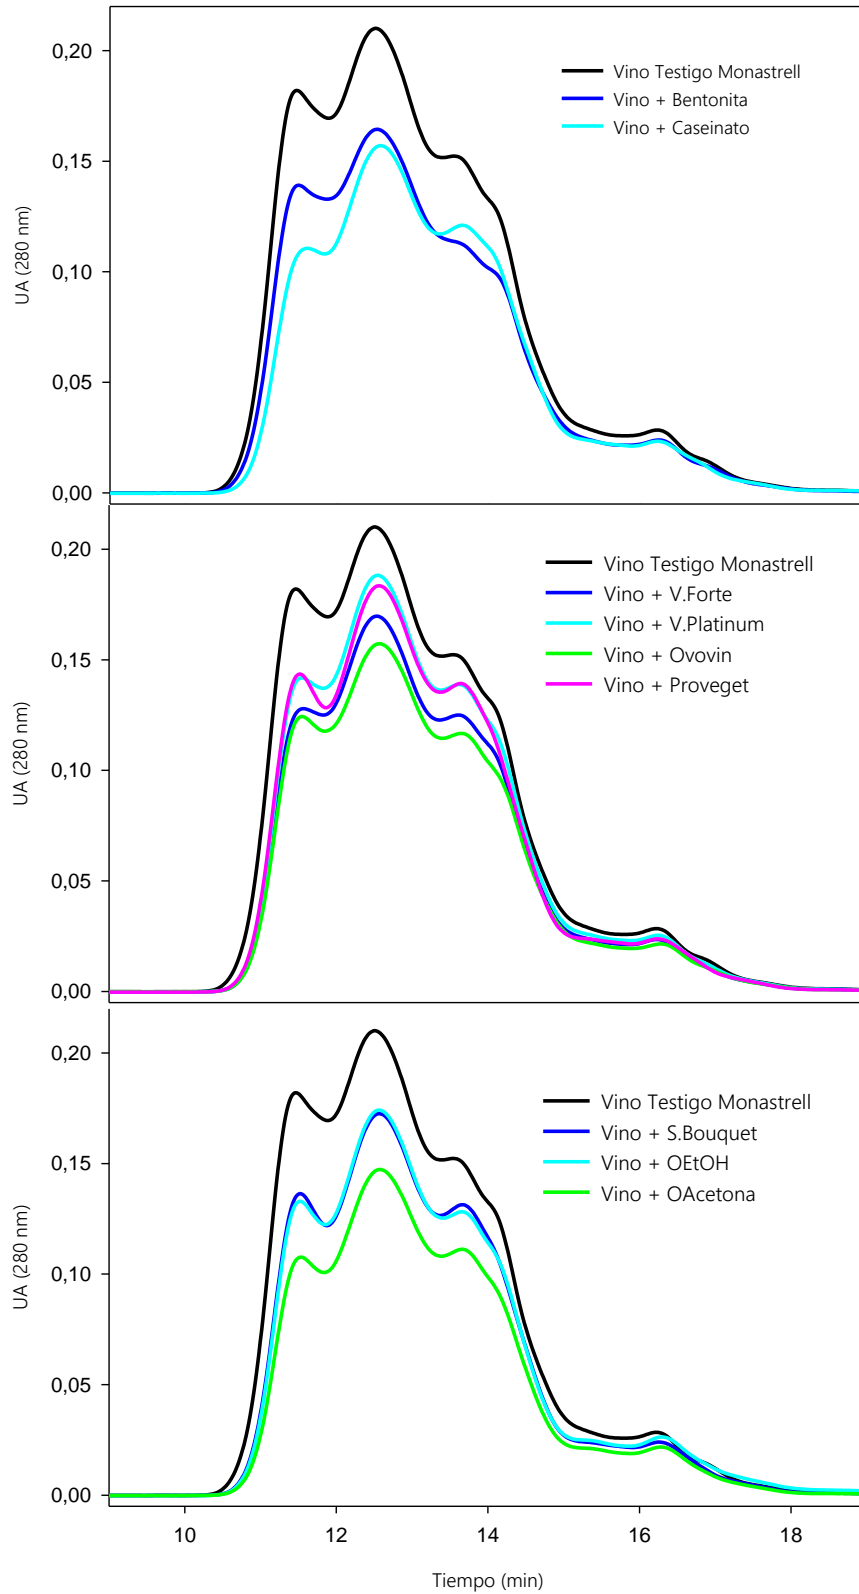 0,20
0,15
0,10
0,05
0,00
UA (280 nm)
Vino Testigo Monastrell
Vino + Bentonita
Vino + Caseinato
0,20
0,15
0,10
0,05
0,00
UA (280 nm)
Vino Testigo Monastrell
Vino + V.Forte
Vino + V.Platinum
Vino + Ovovin
Vino + Proveget
0,20
0,15
0,10
0,05
0,00
UA (280 nm)
Vino Testigo Monastrell
Vino + S.Bouquet
Vino + OEtOH
Vino + OAcetona
10 12 14 16 18
Tiempo (min)